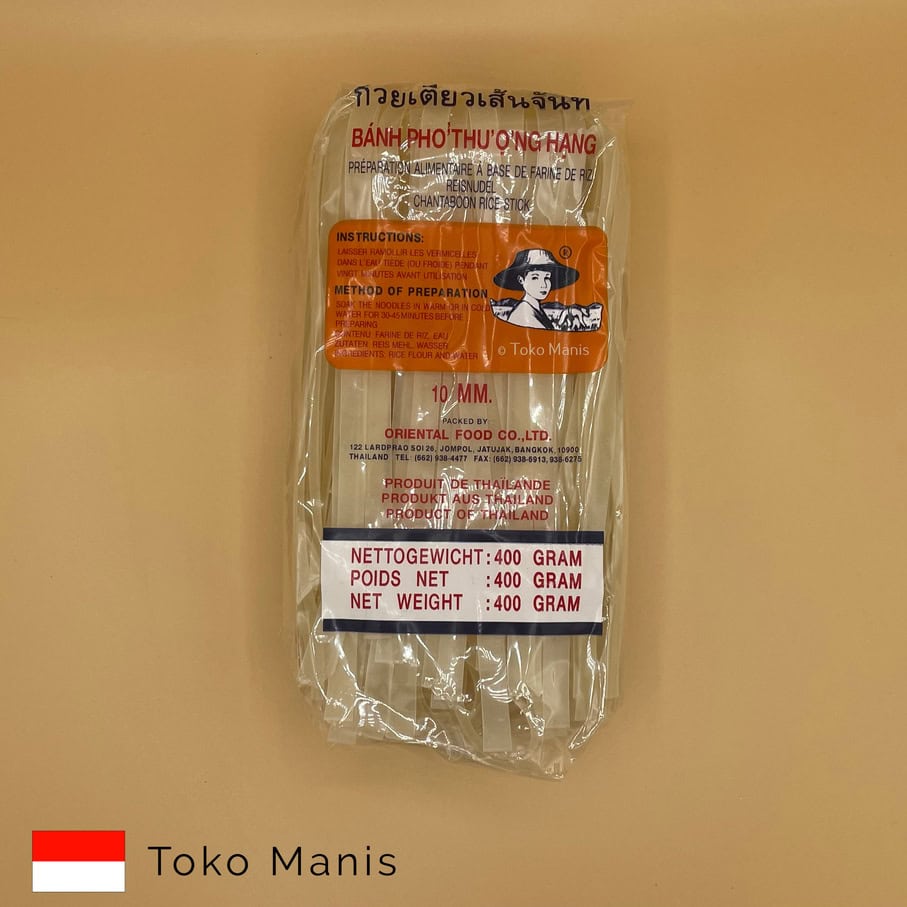 ก๋วยเตี๋ยวเส้นจันท์
BÁNH PHO'THU'O'NG HẠNG
PRÉPARATION ALIMENTAIRE À BASE DE FARINE DE RIZ
REISNUDEL
CHANTABOON RICE STICK
INSTRUCTIONS:
LAISSER RAMOLLIR LES VERMICELLES
DANS L'EAU TIÈDE (OU FROIDE) PENDANT
VINGT MINUTES AVANT UTILISATION
METHOD OF PREPARATION
SOAK THE NOODLES IN WARM OR IN COLD
WATER FOR 30-45 MINUTES BEFORE
PREPARING
CONTENU: FARINE DE RIZ, EAU
ZUTATEN: REIS MEHL, WASSER
INGREDIENTS: RICE FLOUR AND WATER
®
© Toko Manis
10 MM.
PACKED BY
ORIENTAL FOOD CO.,LTD.
122 LARDPRAO SOI 26, JOMPOL, JATUJAK, BANGKOK, 10900
THAILAND TEL: (662) 938-4477 FAX: (662) 938-6913, 938-6275
PRODUIT DE THAÏLANDE
PRODUKT AUS THAILAND
PRODUCT OF THAILAND
NETTOGEWICHT : 400 GRAM
POIDS NET : 400 GRAM
NET WEIGHT : 400 GRAM
Toko Manis